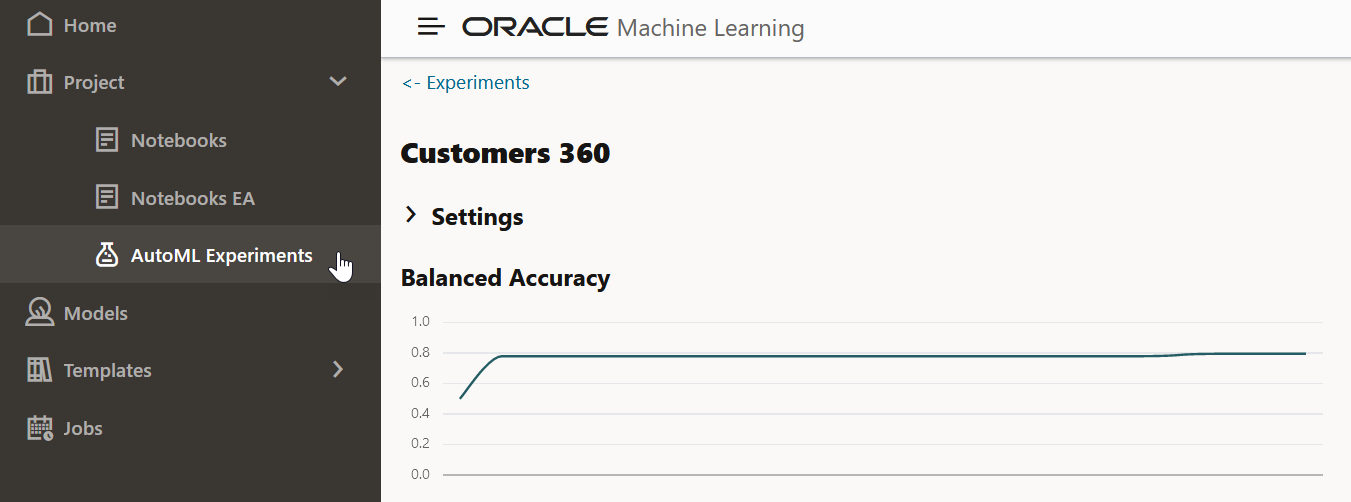 Home
Project
Notebooks
Notebooks EA
AutoML Experiments
Models
Templates
Jobs
ORACLE Machine Learning
<- Experiments
Customers 360
Settings
Balanced Accuracy
1.0
0.8
0.6
0.4
0.2
0.0